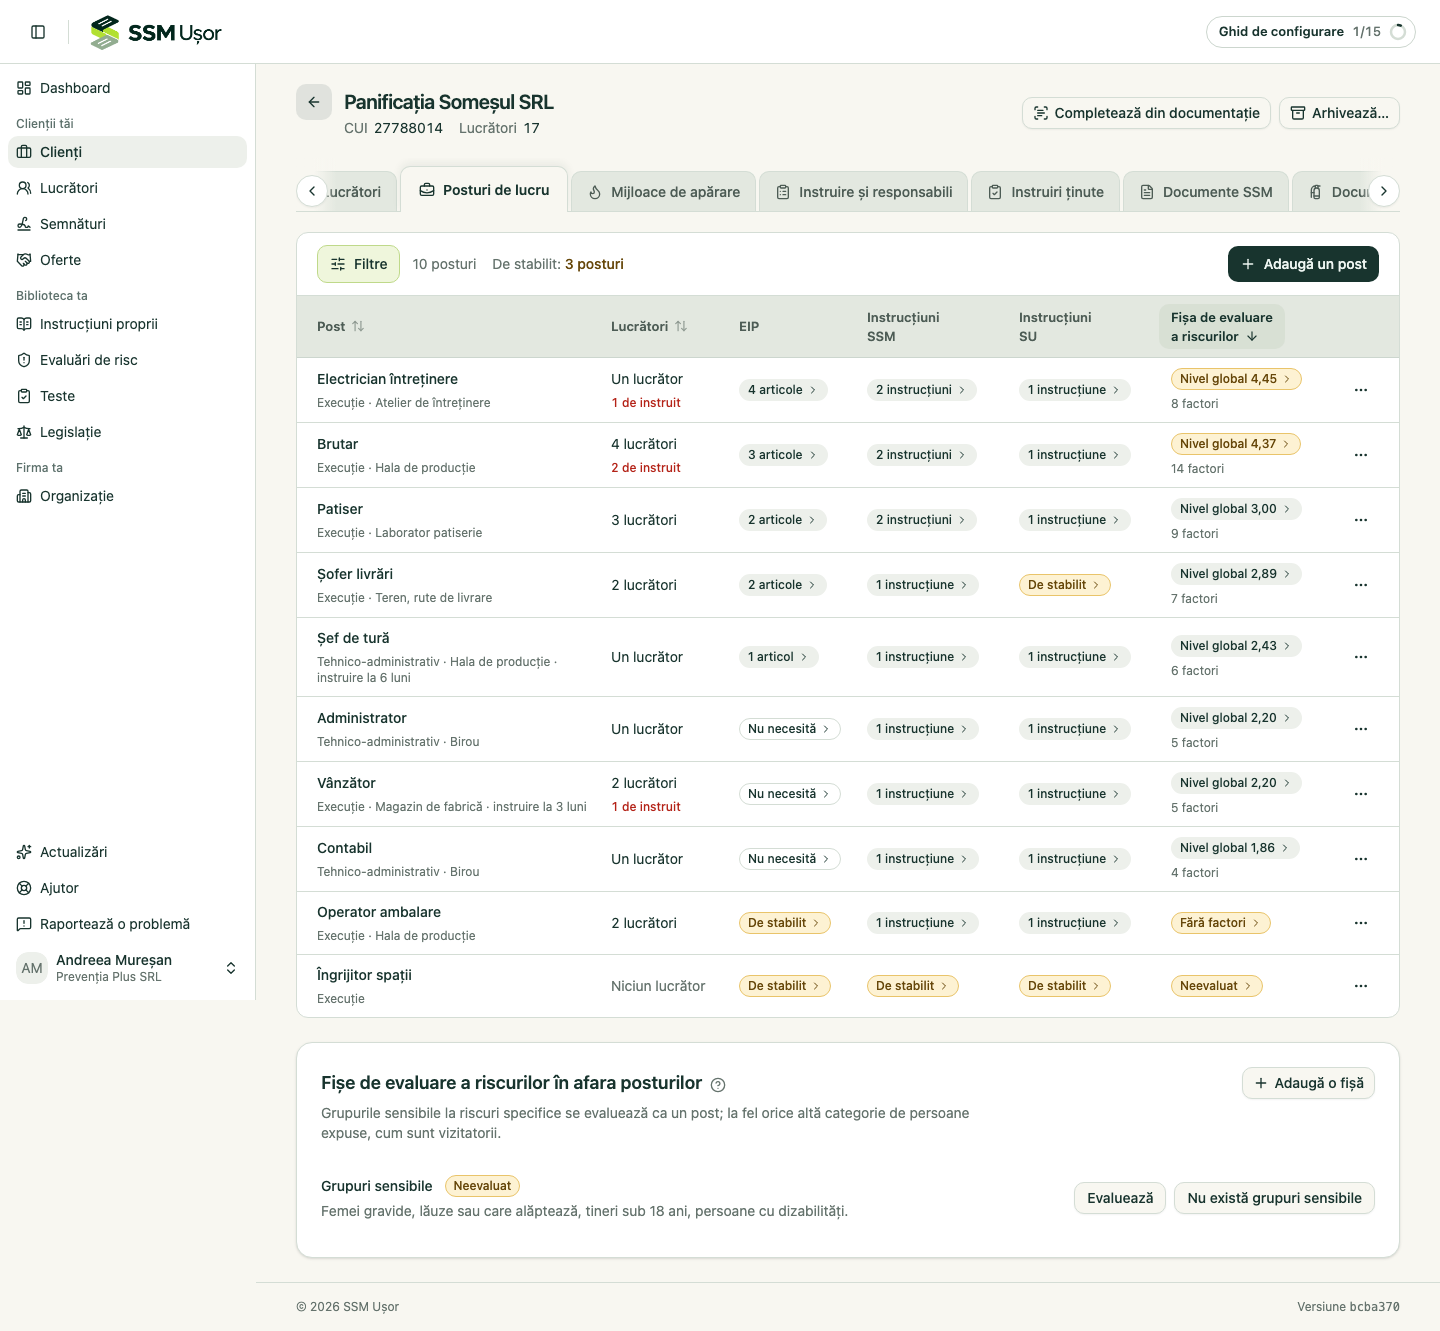 SSM Ușor
Ghid de configurare 1/15
Dashboard
Clienții tăi
Clienți
Lucrători
Semnături
Oferte
Biblioteca ta
Instrucțiuni proprii
Evaluări de risc
Teste
Legislație
Firma ta
Organizație
Actualizări
Ajutor
Raportează o problemă
AM
Andreea Mureșan
Prevenția Plus SRL
Panificația Someșul SRL
CUI 27788014 Lucrători 17
Completează din documentație
Arhivează...
ucrători
Posturi de lucru
Mijloace de apărare
Instruire și responsabili
Instruiri ținute
Documente SSM
Docu
Filtre
10 posturi
De stabilit: 3 posturi
Adaugă un post
Post
Lucrători
EIP
Instrucțiuni
SSM
Instrucțiuni
SU
Fișa de evaluare
a riscurilor
Electrician întreținere
Execuție · Atelier de întreținere
Un lucrător
1 de instruit
4 articole
2 instrucțiuni
1 instrucțiune
Nivel global 4,45
8 factori
Brutar
Execuție · Hala de producție
4 lucrători
2 de instruit
3 articole
2 instrucțiuni
1 instrucțiune
Nivel global 4,37
14 factori
Patiser
Execuție · Laborator patiserie
3 lucrători
2 articole
2 instrucțiuni
1 instrucțiune
Nivel global 3,00
9 factori
Șofer livrări
Execuție · Teren, rute de livrare
2 lucrători
2 articole
1 instrucțiune
De stabilit
Nivel global 2,89
7 factori
Șef de tură
Tehnico-administrativ · Hala de producție ·
instruire la 6 luni
Un lucrător
1 articol
1 instrucțiune
1 instrucțiune
Nivel global 2,43
6 factori
Administrator
Tehnico-administrativ · Birou
Un lucrător
Nu necesită
1 instrucțiune
1 instrucțiune
Nivel global 2,20
5 factori
Vânzător
Execuție · Magazin de fabrică · instruire la 3 luni
2 lucrători
1 de instruit
Nu necesită
1 instrucțiune
1 instrucțiune
Nivel global 2,20
5 factori
Contabil
Tehnico-administrativ · Birou
Un lucrător
Nu necesită
1 instrucțiune
1 instrucțiune
Nivel global 1,86
4 factori
Operator ambalare
Execuție · Hala de producție
2 lucrători
De stabilit
1 instrucțiune
1 instrucțiune
Fără factori
Îngrijitor spații
Execuție
Niciun lucrător
De stabilit
De stabilit
De stabilit
Neevaluat
Fișe de evaluare a riscurilor în afara posturilor
Adaugă o fișă
Grupurile sensibile la riscuri specifice se evaluează ca un post; la fel orice altă categorie de persoane
expuse, cum sunt vizitatorii.
Grupuri sensibile Neevaluat
Femei gravide, lăuze sau care alăptează, tineri sub 18 ani, persoane cu dizabilități.
Evaluează
Nu există grupuri sensibile
© 2026 SSM Ușor
Versiune bcba370